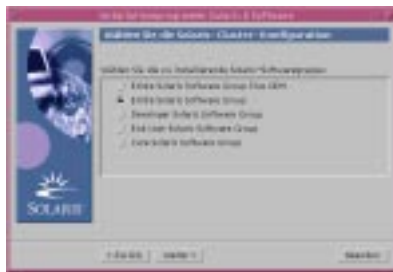 Wählen Sie die Solaris-Cluster-Konfiguration
Wählen Sie die zu installierende Solaris-Softwaregruppe
Entire Solaris Software Group Plus OEM
Entire Solaris Software Group
Developer Solaris Software Group
End User Solaris Software Group
Core Solaris Software Group
SOLARIS
< Zurück
Weiter >
Beenden